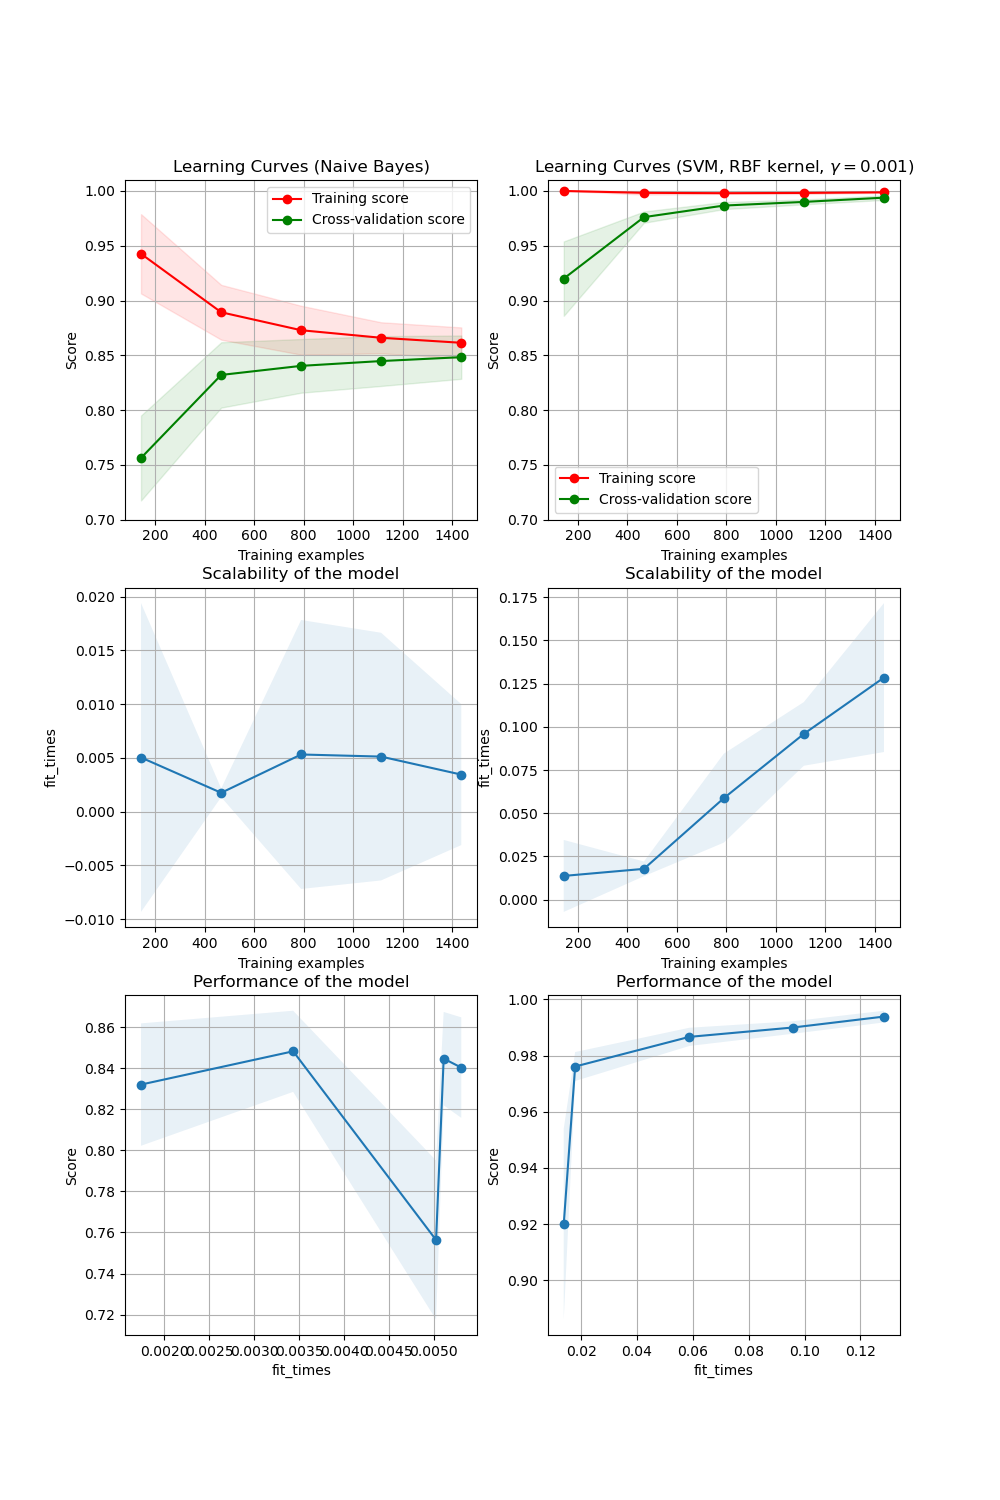 Learning Curves (Naive Bayes)
Score
1.00
0.95
0.90
0.85
0.80
0.75
0.70
Training score
Cross-validation score
200 400 600 800 1000 1200 1400
Training examples
Learning Curves (SVM, RBF kernel, γ = 0.001)
Score
1.00
0.95
0.90
0.85
0.80
0.75
0.70
Training score
Cross-validation score
200 400 600 800 1000 1200 1400
Training examples
Scalability of the model
fit_times
0.020
0.015
0.010
0.005
0.000
−0.005
−0.010
200 400 600 800 1000 1200 1400
Training examples
Scalability of the model
fit_times
0.175
0.150
0.125
0.100
0.075
0.050
0.025
0.000
200 400 600 800 1000 1200 1400
Training examples
Performance of the model
Score
0.86
0.84
0.82
0.80
0.78
0.76
0.74
0.72
0.0020 0.0025 0.0030 0.0035 0.0040 0.0045 0.0050
fit_times
Performance of the model
Score
1.00
0.98
0.96
0.94
0.92
0.90
0.02 0.04 0.06 0.08 0.10 0.12
fit_times